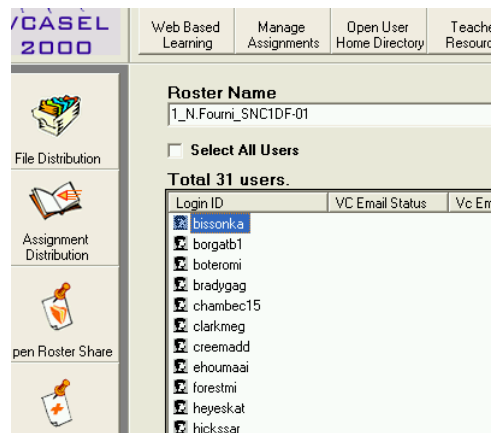 VCASEL
2000
Web Based
Learning
Manage
Assignments
Open User
Home Directory
Teache
Resourc
File Distribution
Assignment
Distribution
pen Roster Share
Roster Name
1_N.Fourni_SNC1DF-01
Select All Users
Total 31 users.
Login ID
VC Email Status
Vc Em
bissonka
borgatb1
boteromi
bradygag
chambec15
clarkmeg
creemadd
ehoumaai
forestmi
heyeskat
hickssar